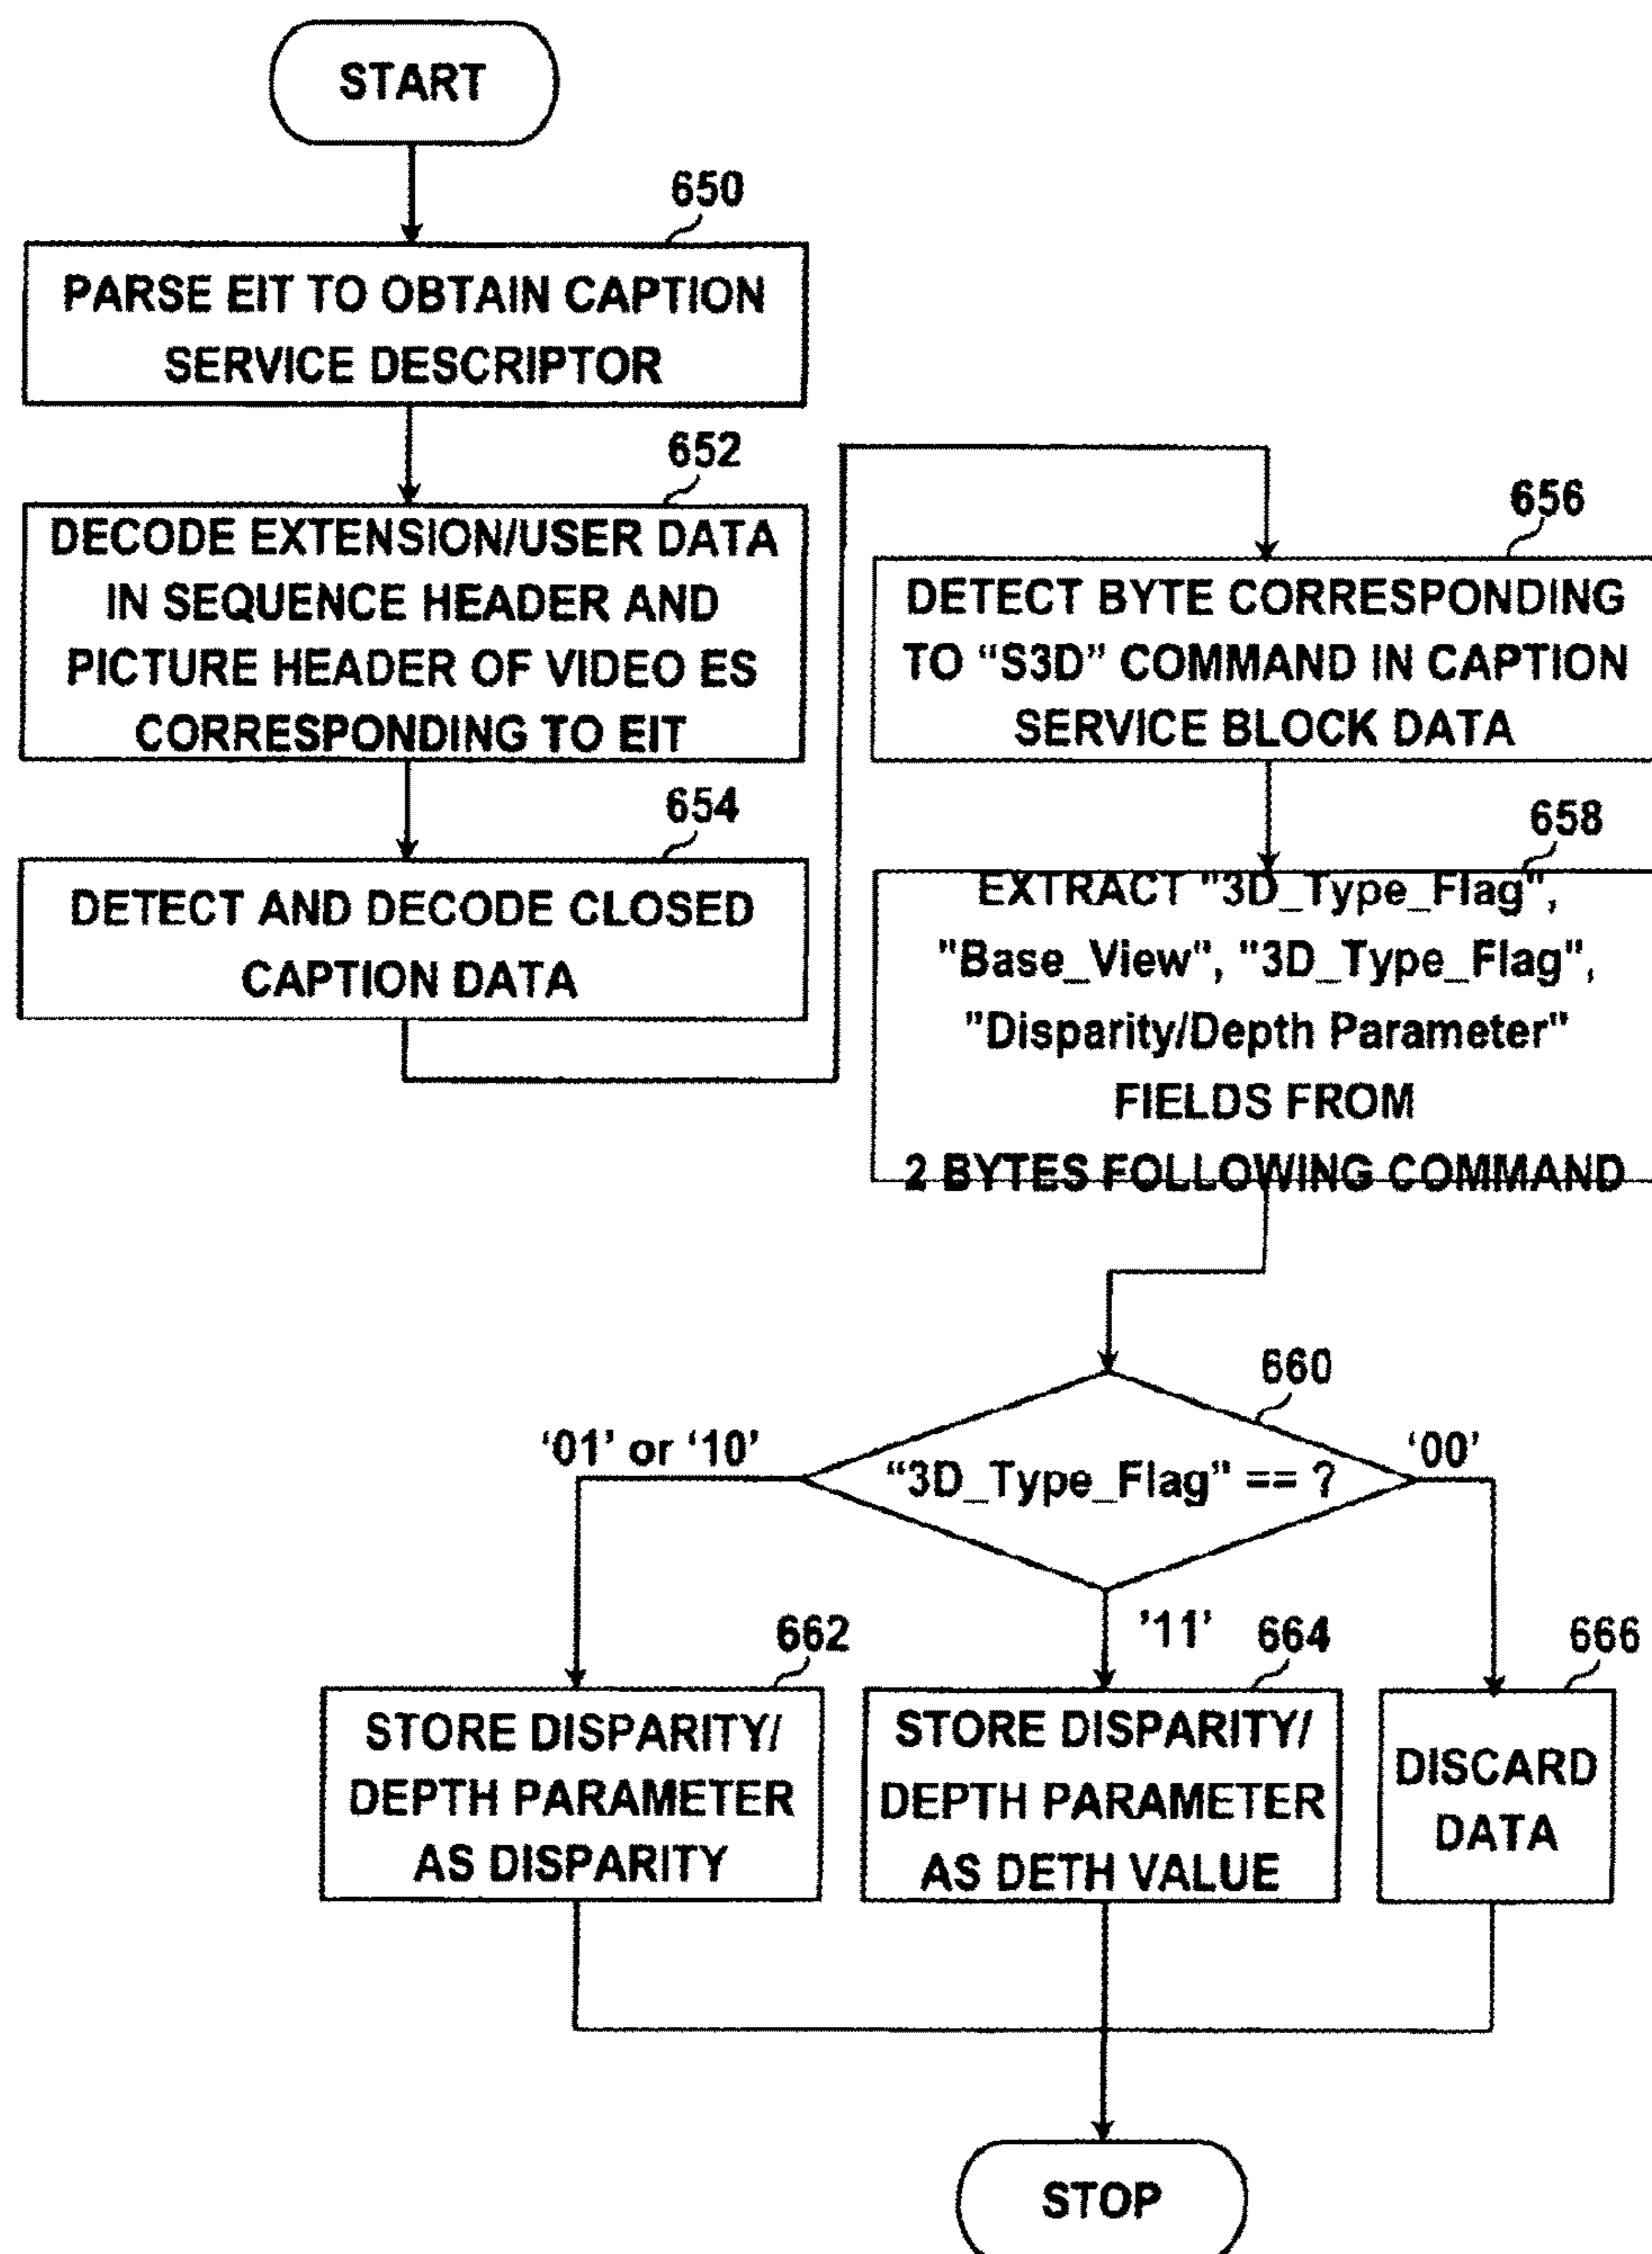 START
650
PARSE EIT TO OBTAIN CAPTION
SERVICE DESCRIPTOR
652
DECODE EXTENSION/USER DATA
IN SEQUENCE HEADER AND
PICTURE HEADER OF VIDEO ES
CORRESPONDING TO EIT
654
DETECT AND DECODE CLOSED
CAPTION DATA
656
DETECT BYTE CORRESPONDING
TO “S3D” COMMAND IN CAPTION
SERVICE BLOCK DATA
658
EXTRACT "3D_Type_Flag",
"Base_View", "3D_Type_Flag",
"Disparity/Depth Parameter"
FIELDS FROM
2 BYTES FOLLOWING COMMAND
660
“3D_Type_Flag” == ?
‘01’ or ‘10’
’11’
‘00’
662
STORE DISPARITY/
DEPTH PARAMETER
AS DISPARITY
664
STORE DISPARITY/
DEPTH PARAMETER
AS DETH VALUE
666
DISCARD
DATA
STOP